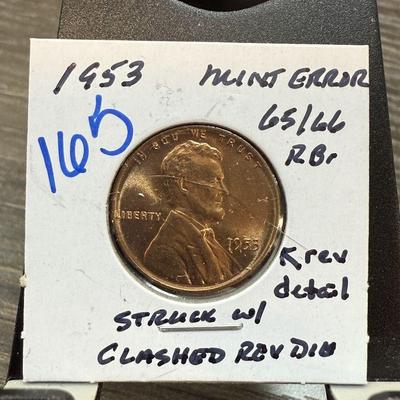 1953 MINT ERROR
165
65/66
RBr
IN GOD WE TRUST
LIBERTY
1953
rev
detail
STRUCK w/
CLASHED REV DIE